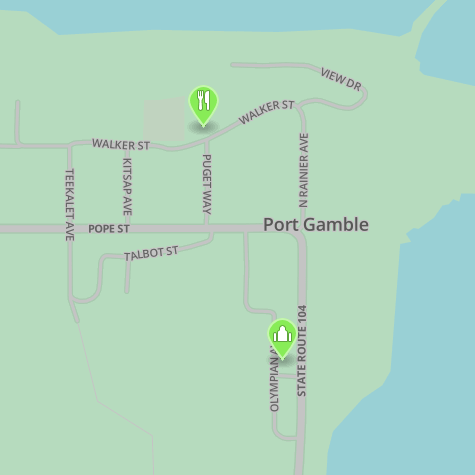 VIEW DR
WALKER ST
WALKER ST
KITSAP AVE
PUGET WAY
N RAINIER AVE
TEEKALET AVE
POPE ST
Port Gamble
TALBOT ST
STATE ROUTE 104
OLYMPIAN